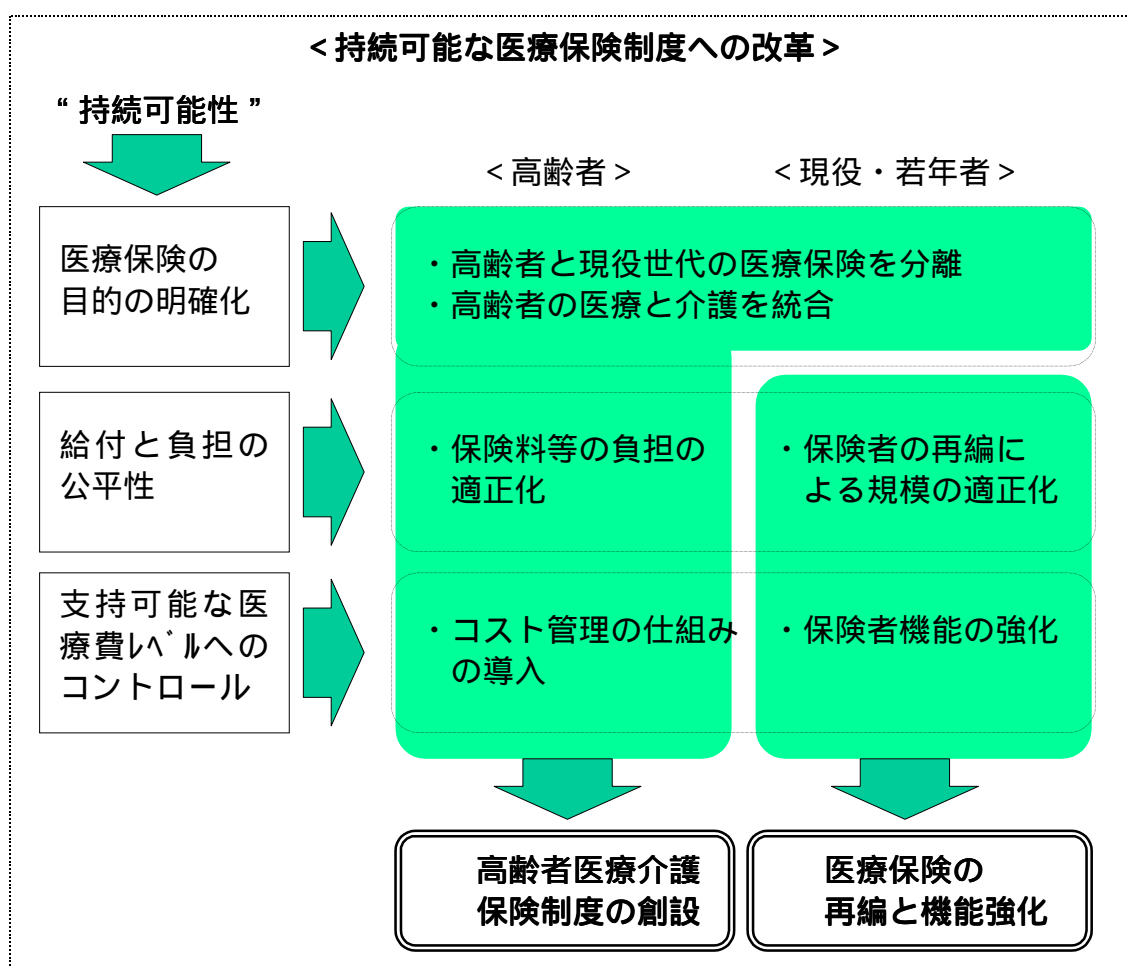 ＜持続可能な医療保険制度への改革＞
“持続可能性”
＜高齢者＞
＜現役・若年者＞
医療保険の
目的の明確化
・高齢者と現役世代の医療保険を分離
・高齢者の医療と介護を統合
給付と負担の
公平性
・保険料等の負担の
適正化
・保険者の再編に
よる規模の適正化
支持可能な医
療費ﾚﾍﾞﾙへの
コントロール
・コスト管理の仕組み
の導入
・保険者機能の強化
高齢者医療介護
保険制度の創設
医療保険の
再編と機能強化